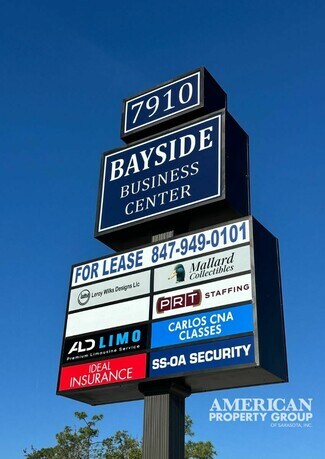 7910
BAYSIDE
BUSINESS
CENTER
FOR LEASE 847-949-0101
Leroy Wilks Designs Llc
Mallard
Collectibles
PRT STAFFING
ALD LIMO
Premium Limousine Service
CARLOS CNA
CLASSES
IDEAL
INSURANCE
SS-OA SECURITY
AMERICAN
PROPERTY GROUP
OF SARASOTA, INC.